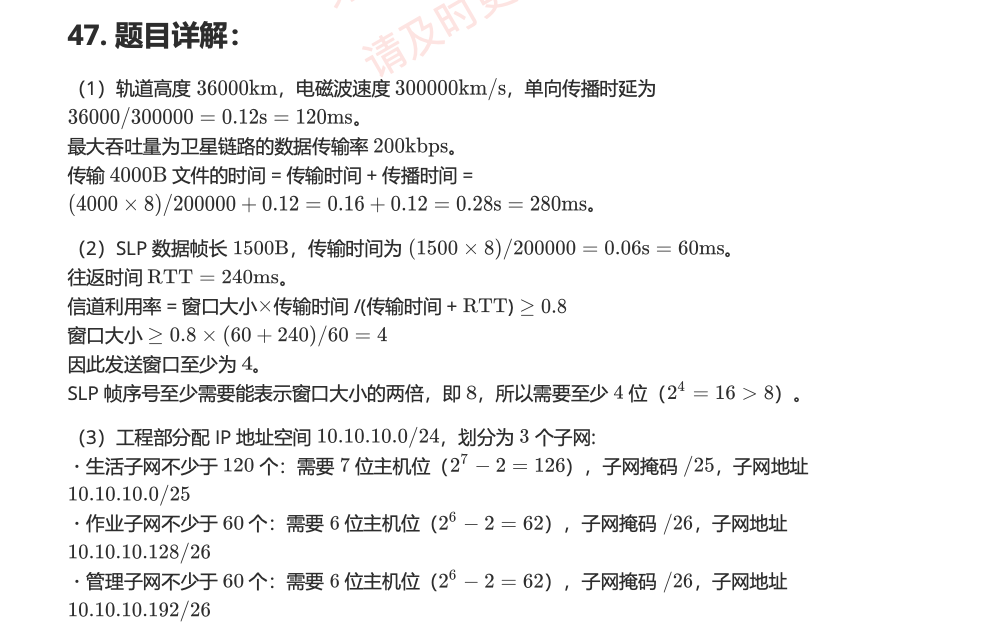 请及时更
47. 题目详解：
（1）轨道高度 36000km，电磁波速度 300000km/s，单向传播时延为
36000/300000 = 0.12s = 120ms。
最大吞吐量为卫星链路的数据传输率 200kbps。
传输 4000B 文件的时间 = 传输时间 + 传播时间 =
(4000 × 8)/200000 + 0.12 = 0.16 + 0.12 = 0.28s = 280ms。
（2）SLP 数据帧长 1500B，传输时间为 (1500 × 8)/200000 = 0.06s = 60ms。
往返时间 RTT = 240ms。
信道利用率 = 窗口大小×传输时间 /(传输时间 + RTT) ≥ 0.8
窗口大小 ≥ 0.8 × (60 + 240)/60 = 4
因此发送窗口至少为 4。
SLP 帧序号至少需要能表示窗口大小的两倍，即 8，所以需要至少 4 位（2⁴ = 16 > 8）。
（3）工程部分配 IP 地址空间 10.10.10.0/24，划分为 3 个子网:
·生活子网不少于 120 个：需要 7 位主机位（2⁷ − 2 = 126），子网掩码 /25，子网地址
10.10.10.0/25
·作业子网不少于 60 个：需要 6 位主机位（2⁶ − 2 = 62），子网掩码 /26，子网地址
10.10.10.128/26
·管理子网不少于 60 个：需要 6 位主机位（2⁶ − 2 = 62），子网掩码 /26，子网地址
10.10.10.192/26